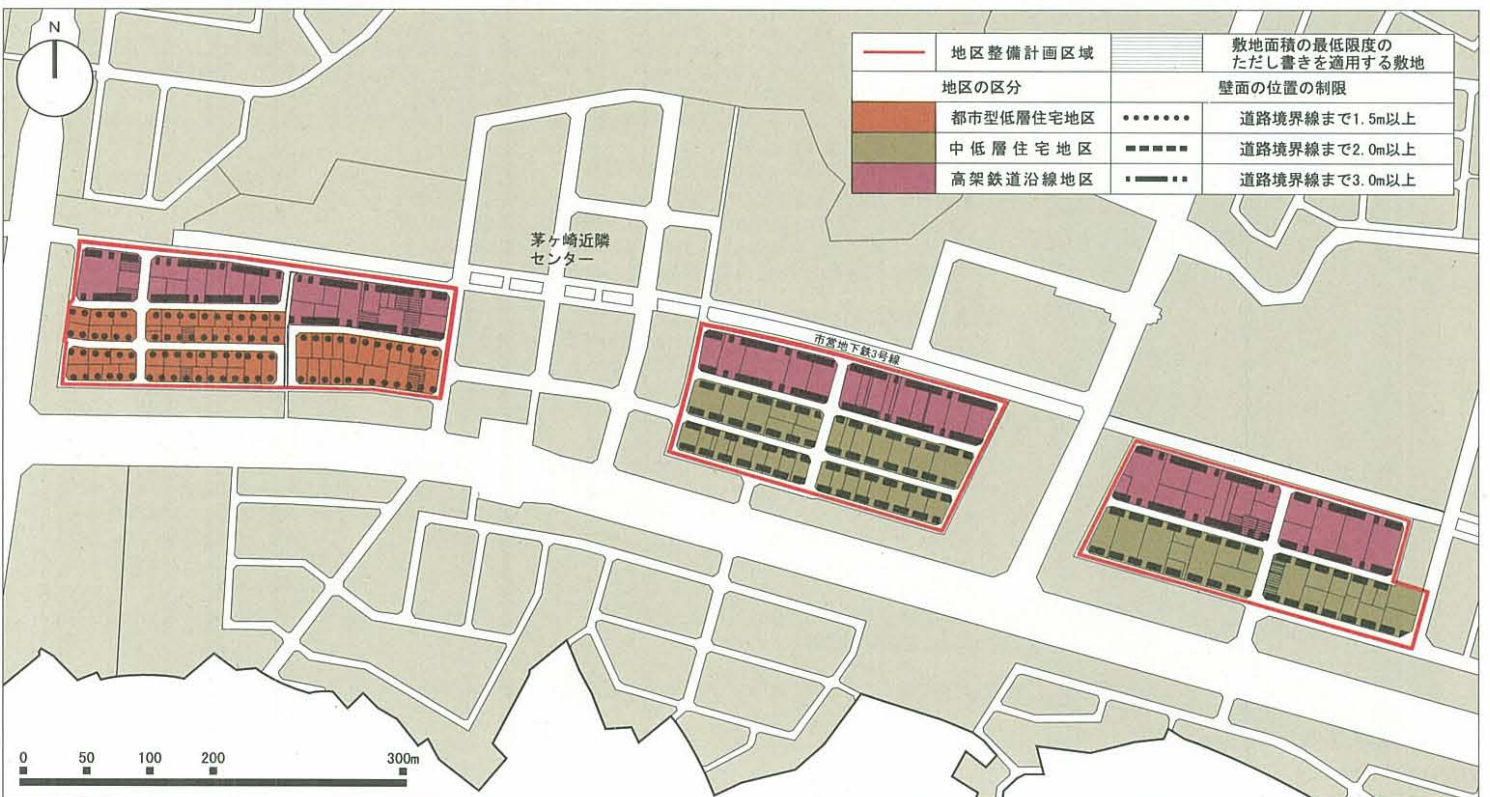 N
地区整備計画区域
敷地面積の最低限度の
ただし書きを適用する敷地
地区の区分
壁面の位置の制限
都市型低層住宅地区
道路境界線まで1.5m以上
中低層住宅地区
道路境界線まで2.0m以上
高架鉄道沿線地区
道路境界線まで3.0m以上
茅ケ崎近隣
センター
市営地下鉄3号線
0 50 100 200 300m